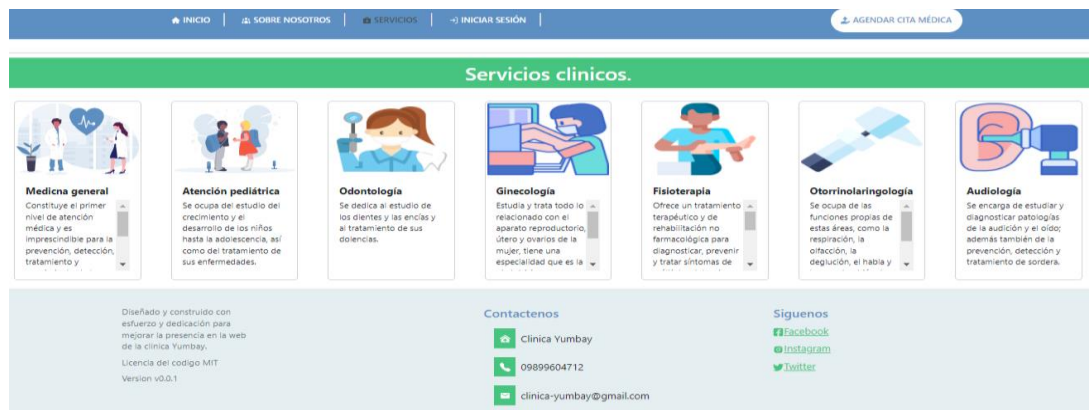 INICIO
SOBRE NOSOTROS
SERVICIOS
INICIAR SESIÓN
AGENDAR CITA MÉDICA
Servicios clinicos.
Medicna general
Constituye el primer
nivel de atención
médica y es
imprescindible para la
prevención, detección,
tratamiento y
Atención pediátrica
Se ocupa del estudio del
crecimiento y el
desarrollo de los niños
hasta la adolescencia, así
como del tratamiento de
sus enfermedades.
Odontología
Se dedica al estudio de
los dientes y las encías y
al tratamiento de sus
dolencias.
Ginecología
Estudia y trata todo lo
relacionado con el
aparato reproductorio,
útero y ovarios de la
mujer, tiene una
especialidad que es la
Fisioterapia
Ofrece un tratamiento
terapéutico y de
rehabilitación no
farmacológica para
diagnosticar, prevenir
y tratar síntomas de
Otorrinolaringología
Se ocupa de las
funciones propias de
estas áreas, como la
respiración, la
olfacción, la
deglución, el habla y
Audiología
Se encarga de estudiar y
diagnosticar patologías
de la audición y el oído;
además también de la
prevención, detección y
tratamiento de sordera.
Diseñado y construido con
esfuerzo y dedicación para
mejorar la presencia en la web
de la clinica Yumbay.
Licencia del codigo MIT
Version v0.0.1
Contactenos
Clinica Yumbay
09899604712
clinica-yumbay@gmail.com
Siguenos
Facebook
Instagram
Twitter